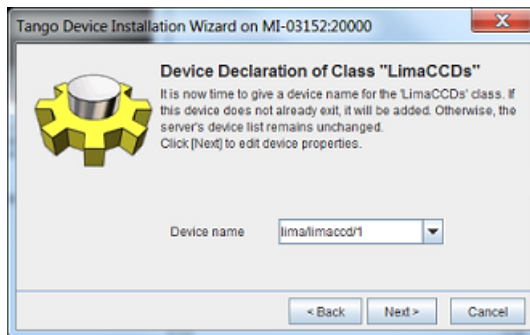 Tango Device Installation Wizard on MI-03152:20000
Device Declaration of Class "LimaCCDs"
It is now time to give a device name for the 'LimaCCDs' class. If
this device does not already exit, it will be added. Otherwise, the
server's device list remains unchanged.
Click [Next] to edit device properties.
Device name
lima/limaccd/1
< Back
Next >
Cancel